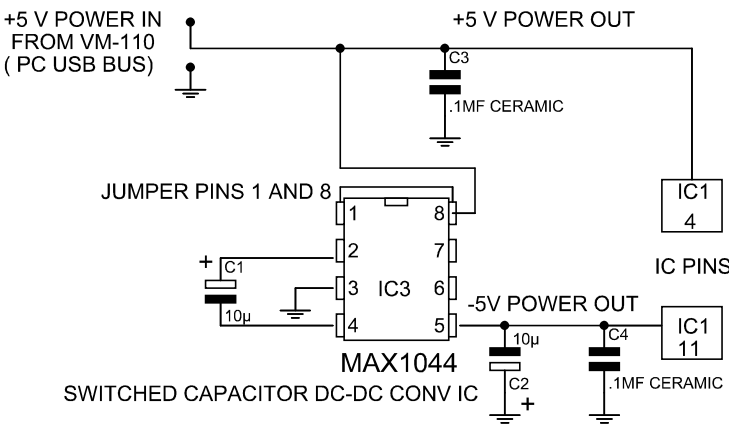 +5 V POWER IN
FROM VM-110
( PC USB BUS)
+5 V POWER OUT
C3
.1MF CERAMIC
JUMPER PINS 1 AND 8
IC1
4
1
8
2
7
IC PINS
+
C1
3
IC3
6
-5V POWER OUT
10µ
4
5
10µ
C4
IC1
11
MAX1044
C2
.1MF CERAMIC
SWITCHED CAPACITOR DC-DC CONV IC
+